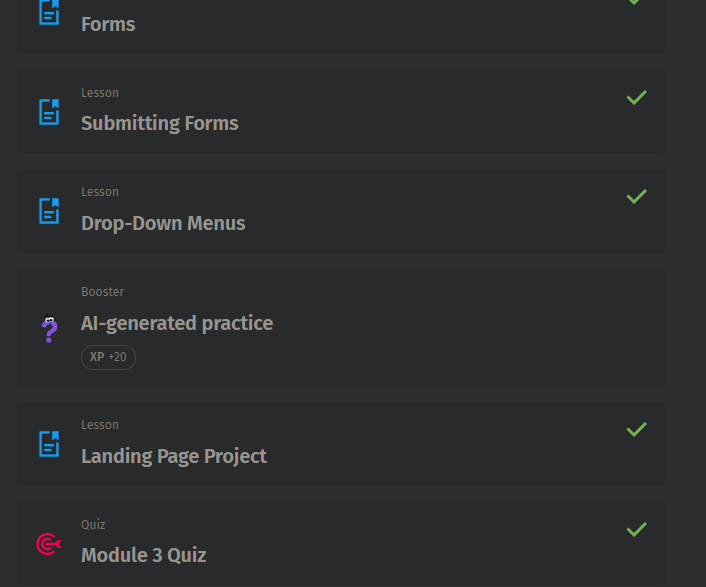 Forms
Lesson
Submitting Forms
Lesson
Drop-Down Menus
Booster
AI-generated practice
XP +20
Lesson
Landing Page Project
Quiz
Module 3 Quiz